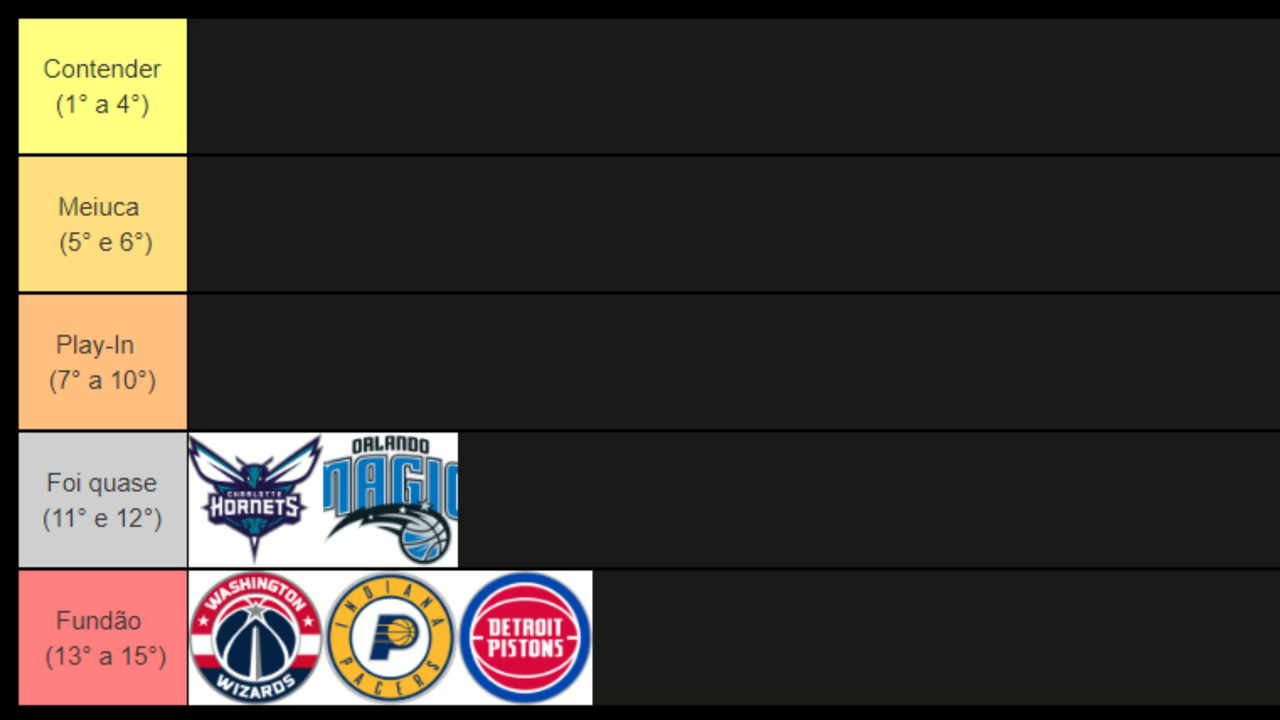 Contender
(1° a 4°)
Meiuca
(5° e 6°)
Play-In
(7° a 10°)
Foi quase
(11° e 12°)
CHARLOTTE
HORNETS
ORLANDO
MAGIC
Fundão
(13° a 15°)
WASHINGTON
WIZARDS
INDIANA
PACERS
DETROIT
PISTONS